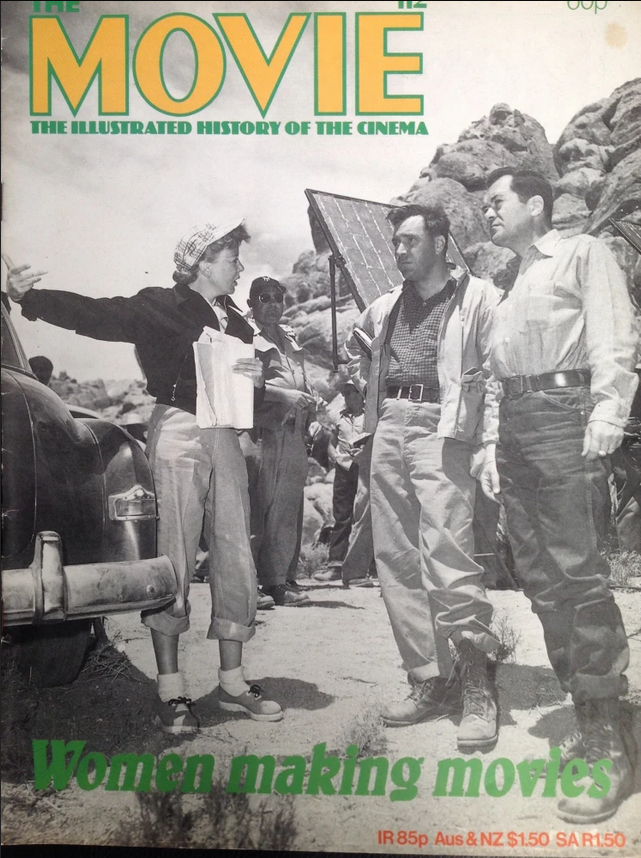 THE 112 60p
MOVIE
THE ILLUSTRATED HISTORY OF THE CINEMA
Women making movies
IR 85p Aus & NZ $1.50 SA R1.50